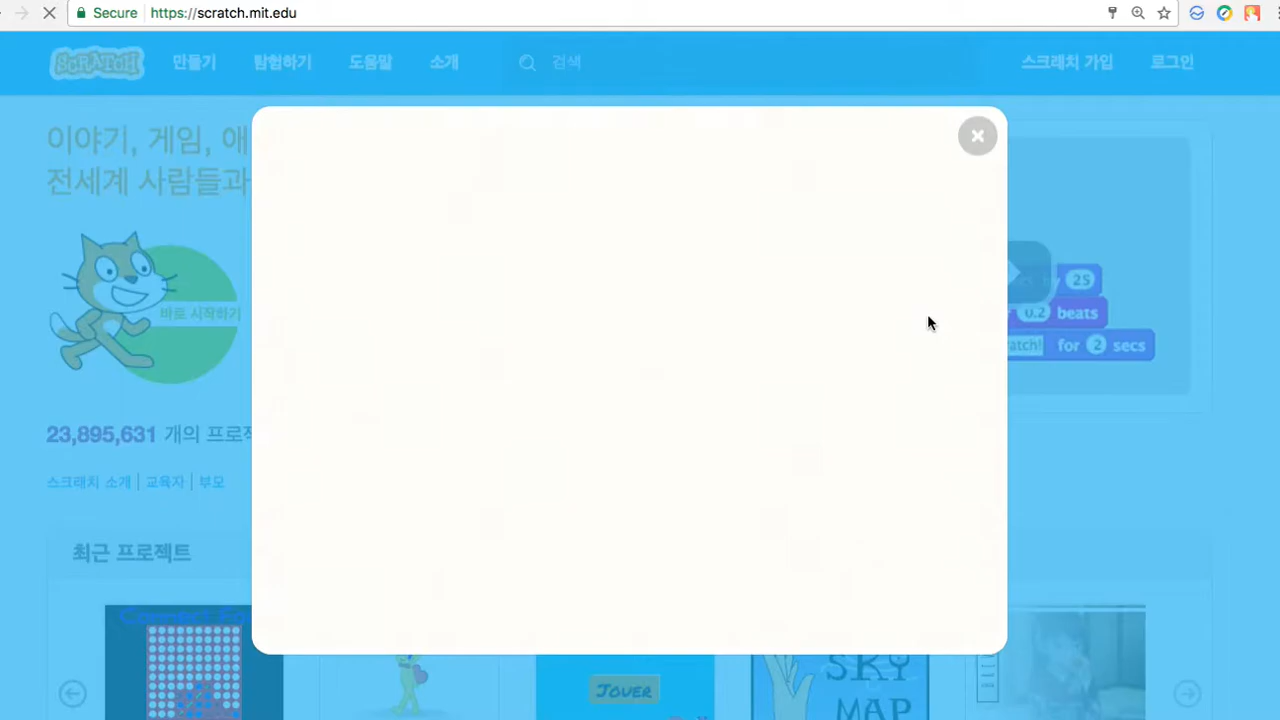 Secure https://scratch.mit.edu
SCRATCH 만들기 탐험하기 도움말 소개 검색 스크래치 가입 로그인
이야기, 게임, 애
전세계 사람들과
바로 시작하기
25
0.2 beats
ratch! for 2 secs
23,895,631 개의 프로젝
스크래치 소개 | 교육자 | 부모
최근 프로젝트
JOUER
SKY
MAP